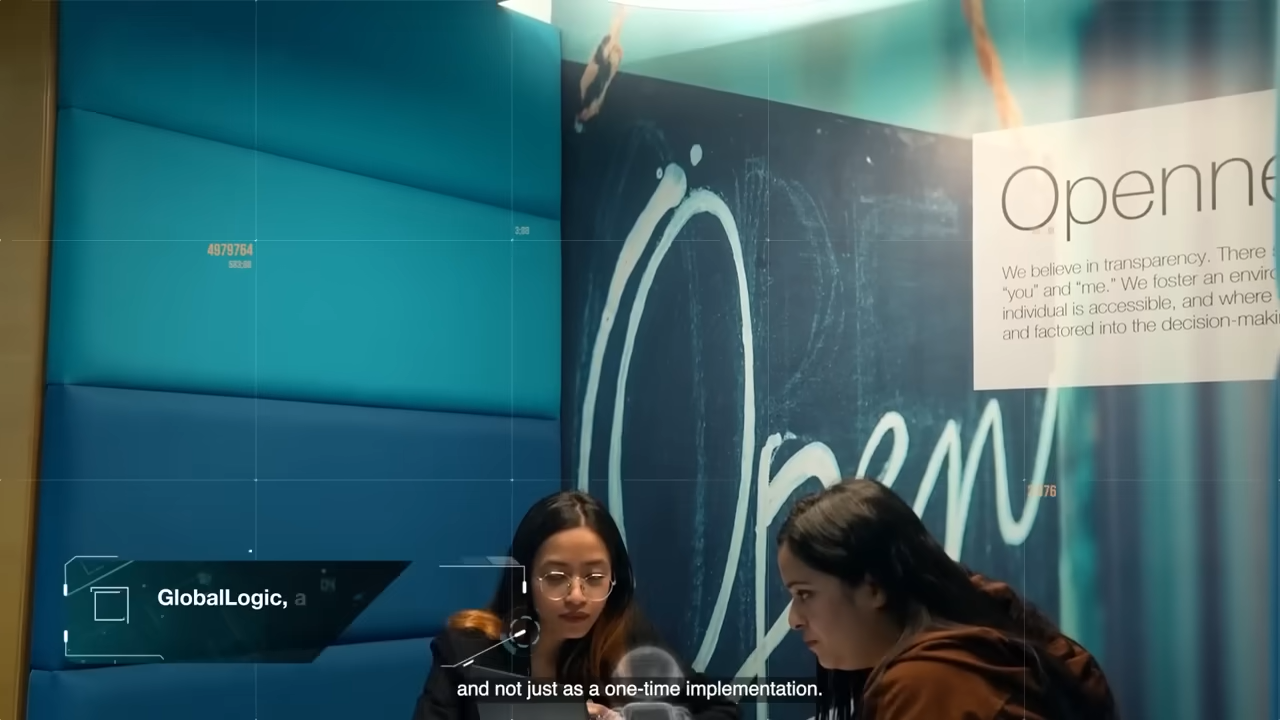 Openne
We believe in transparency. There
"you" and "me." We foster an enviro
individual is accessible, and where
and factored into the decision-maki
Open
4979764
GlobalLogic, a
and not just as a one-time implementation.